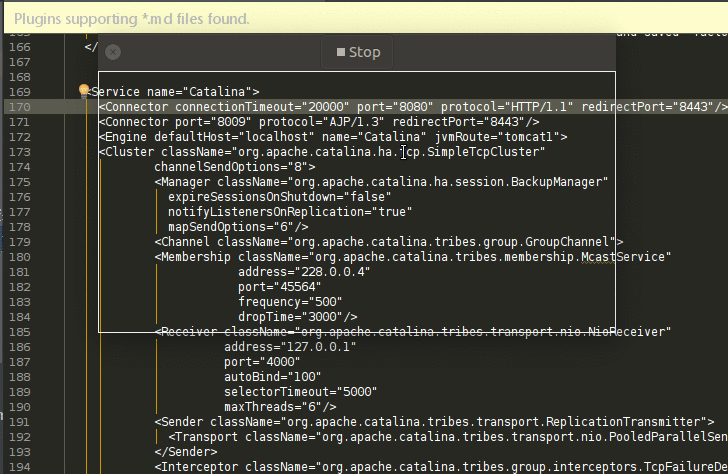 Plugins supporting *.md files found.
165
166 </
Stop
167
168
169 <Service name="Catalina">
170 <Connector connectionTimeout="20000" port="8080" protocol="HTTP/1.1" redirectPort="8443"/>
171 <Connector port="8009" protocol="AJP/1.3" redirectPort="8443"/>
172 <Engine defaultHost="localhost" name="Catalina" jvmRoute="tomcat1">
173 <Cluster className="org.apache.catalina.ha.tcp.SimpleTcpCluster"
174 channelSendOptions="8">
175 <Manager className="org.apache.catalina.ha.session.BackupManager"
176 expireSessionsOnShutdown="false"
177 notifyListenersOnReplication="true"
178 mapSendOptions="6"/>
179 <Channel className="org.apache.catalina.tribes.group.GroupChannel">
180 <Membership className="org.apache.catalina.tribes.membership.McastService"
181 address="228.0.0.4"
182 port="45564"
183 frequency="500"
184 dropTime="3000"/>
185 <Receiver className="org.apache.catalina.tribes.transport.nio.NioReceiver"
186 address="127.0.0.1"
187 port="4000"
188 autoBind="100"
189 selectorTimeout="5000"
190 maxThreads="6"/>
191 <Sender className="org.apache.catalina.tribes.transport.ReplicationTransmitter">
192 <Transport className="org.apache.catalina.tribes.transport.nio.PooledParallelSen
193 </Sender>
194 <Interceptor className="org.apache.catalina.tribes.group.interceptors.TcpFailureDe